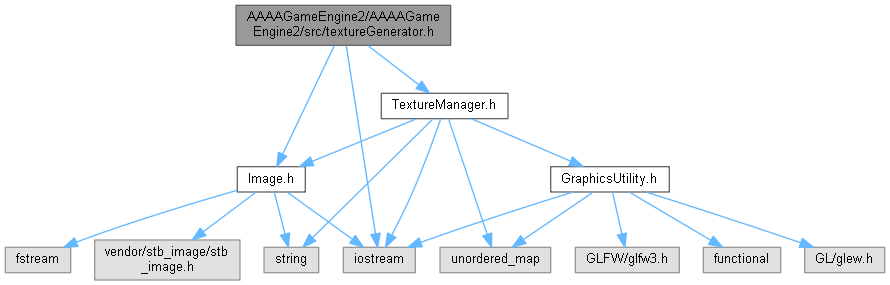 AAAAGameEngine2/AAAAGame
Engine2/src/textureGenerator.h
TextureManager.h
Image.h
GraphicsUtility.h
fstream
vendor/stb_image/stb
_image.h
string
iostream
unordered_map
GLFW/glfw3.h
functional
GL/glew.h